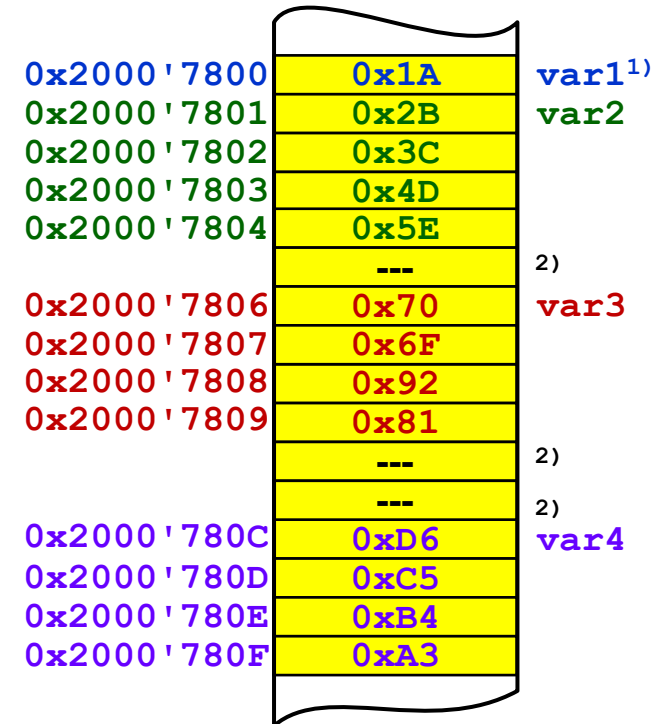 0x2000'7800 0x1A var1¹⁾
0x2000'7801 0x2B var2
0x2000'7802 0x3C
0x2000'7803 0x4D
0x2000'7804 0x5E
--- ²⁾
0x2000'7806 0x70 var3
0x2000'7807 0x6F
0x2000'7808 0x92
0x2000'7809 0x81
--- ²⁾
--- ²⁾
0x2000'780C 0xD6 var4
0x2000'780D 0xC5
0x2000'780E 0xB4
0x2000'780F 0xA3